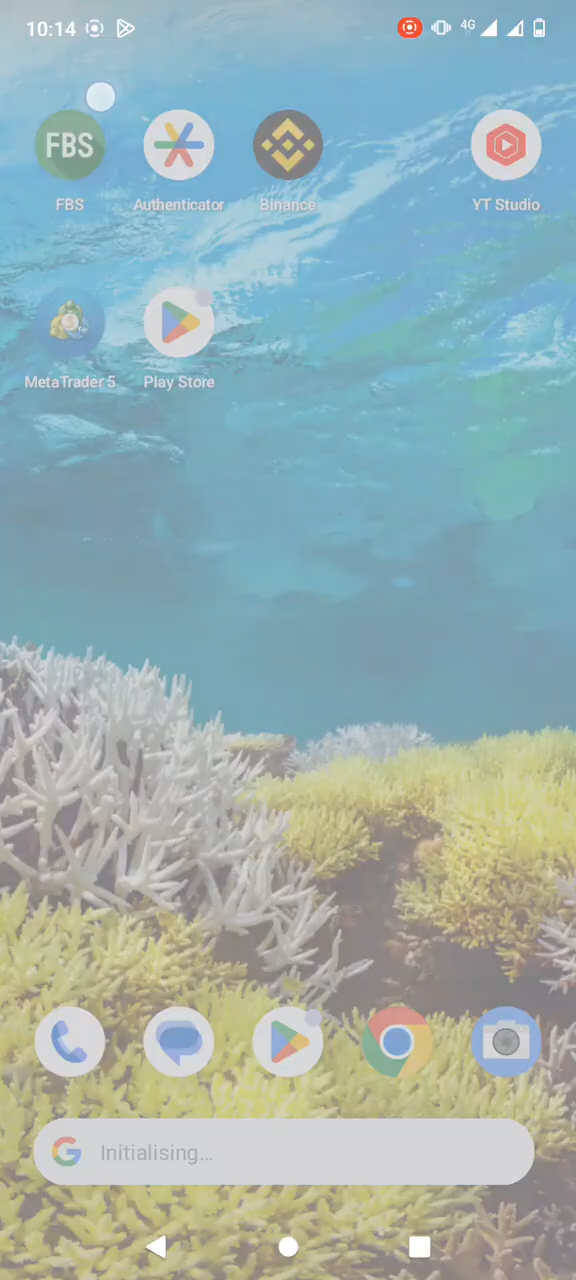 10:14
4G
FBS
FBS
Authenticator
Binance
YT Studio
MetaTrader 5
Play Store
Initialising...